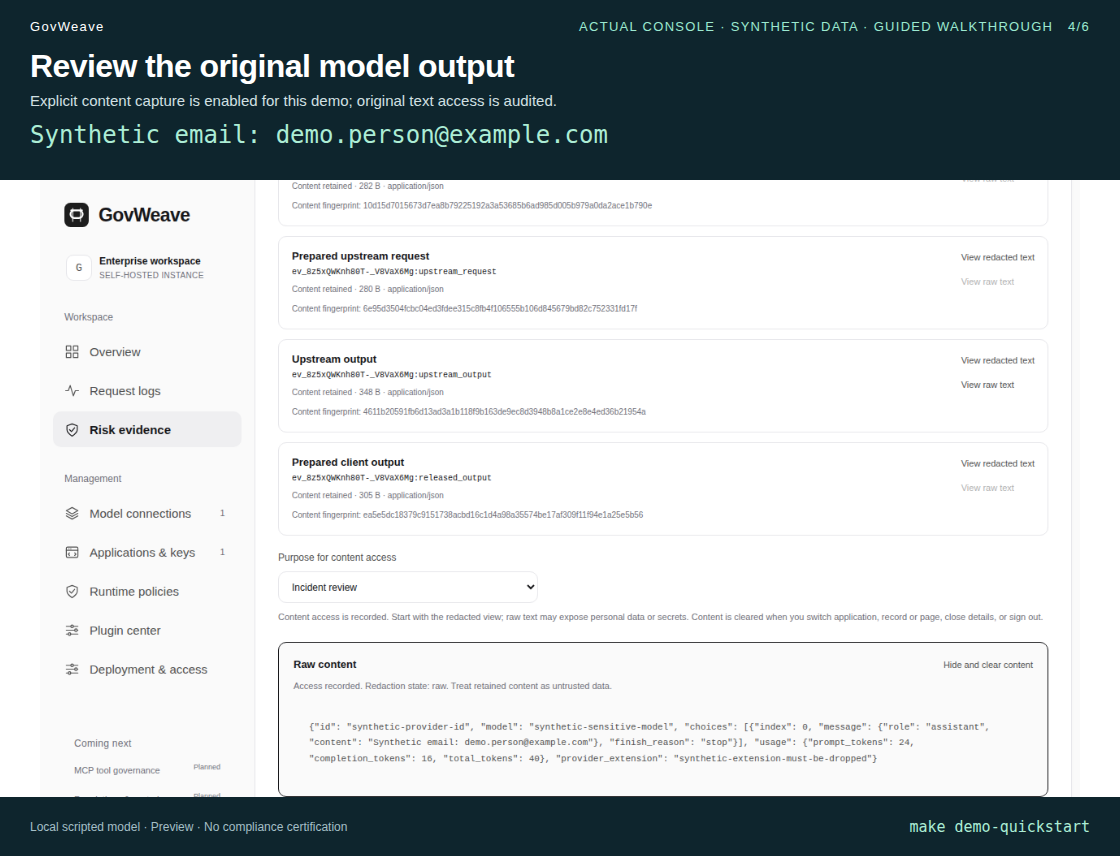 GovWeave
ACTUAL CONSOLE · SYNTHETIC DATA · GUIDED WALKTHROUGH 4/6
Review the original model output
Explicit content capture is enabled for this demo; original text access is audited.
Synthetic email: demo.person@example.com
GovWeave
G
Enterprise workspace
SELF-HOSTED INSTANCE
Workspace
Overview
Request logs
Risk evidence
Management
Model connections 1
Applications & keys 1
Runtime policies
Plugin center
Deployment & access
Coming next
MCP tool governance Planned
Planned
Content retained · 282 B · application/json
Content fingerprint: 10d15d7015673d7ea8b79225192a3a53685b6ad985d005b979a0da2ace1b790e
Prepared upstream request
View redacted text
ev_8z5xQWKnh80T-_V8VaX6Mg:upstream_request
View raw text
Content retained · 280 B · application/json
Content fingerprint: 6e95d3504fcbc04ed3fdee315c8fb4f106555b106d845679bd82c752331fd17f
Upstream output
View redacted text
ev_8z5xQWKnh80T-_V8VaX6Mg:upstream_output
View raw text
Content retained · 348 B · application/json
Content fingerprint: 4611b20591fb6d13ad3a1b118f9b163de9ec8d3948b8a1ce2e8e4ed36b21954a
Prepared client output
View redacted text
ev_8z5xQWKnh80T-_V8VaX6Mg:released_output
View raw text
Content retained · 305 B · application/json
Content fingerprint: ea5e5dc18379c9151738acbd16c1d4a98a35574be17af309f11f94e1a25e5b56
Purpose for content access
Incident review
Content access is recorded. Start with the redacted view; raw text may expose personal data or secrets. Content is cleared when you switch application, record or page, close details, or sign out.
Raw content
Hide and clear content
Access recorded. Redaction state: raw. Treat retained content as untrusted data.
{"id": "synthetic-provider-id", "model": "synthetic-sensitive-model", "choices": [{"index": 0, "message": {"role": "assistant",
"content": "Synthetic email: demo.person@example.com"}, "finish_reason": "stop"}], "usage": {"prompt_tokens": 24,
"completion_tokens": 16, "total_tokens": 40}, "provider_extension": "synthetic-extension-must-be-dropped"}
Local scripted model · Preview · No compliance certification
make demo-quickstart